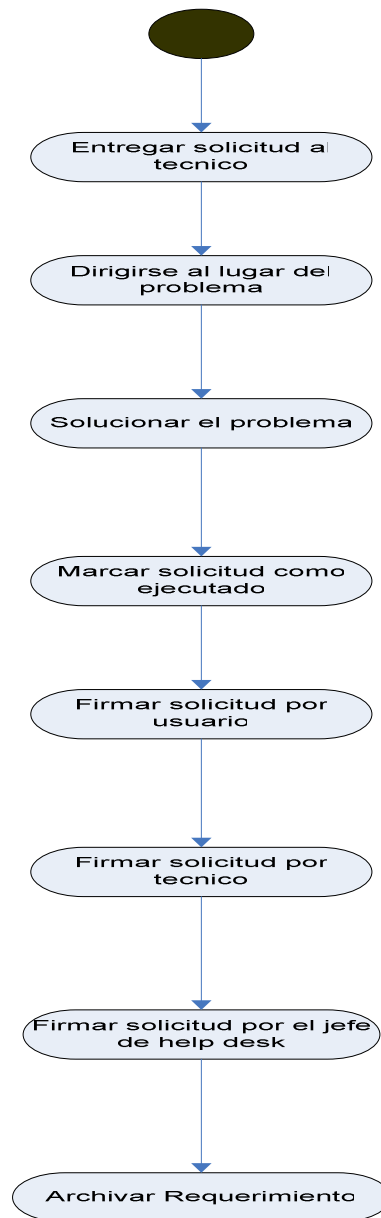 Entregar solicitud al
tecnico
Dirigirse al lugar del
problema
Solucionar el problema
Marcar solicitud como
ejecutado
Firmar solicitud por
usuario
Firmar solicitud por
tecnico
Firmar solicitud por el jefe
de help desk
Archivar Requerimiento